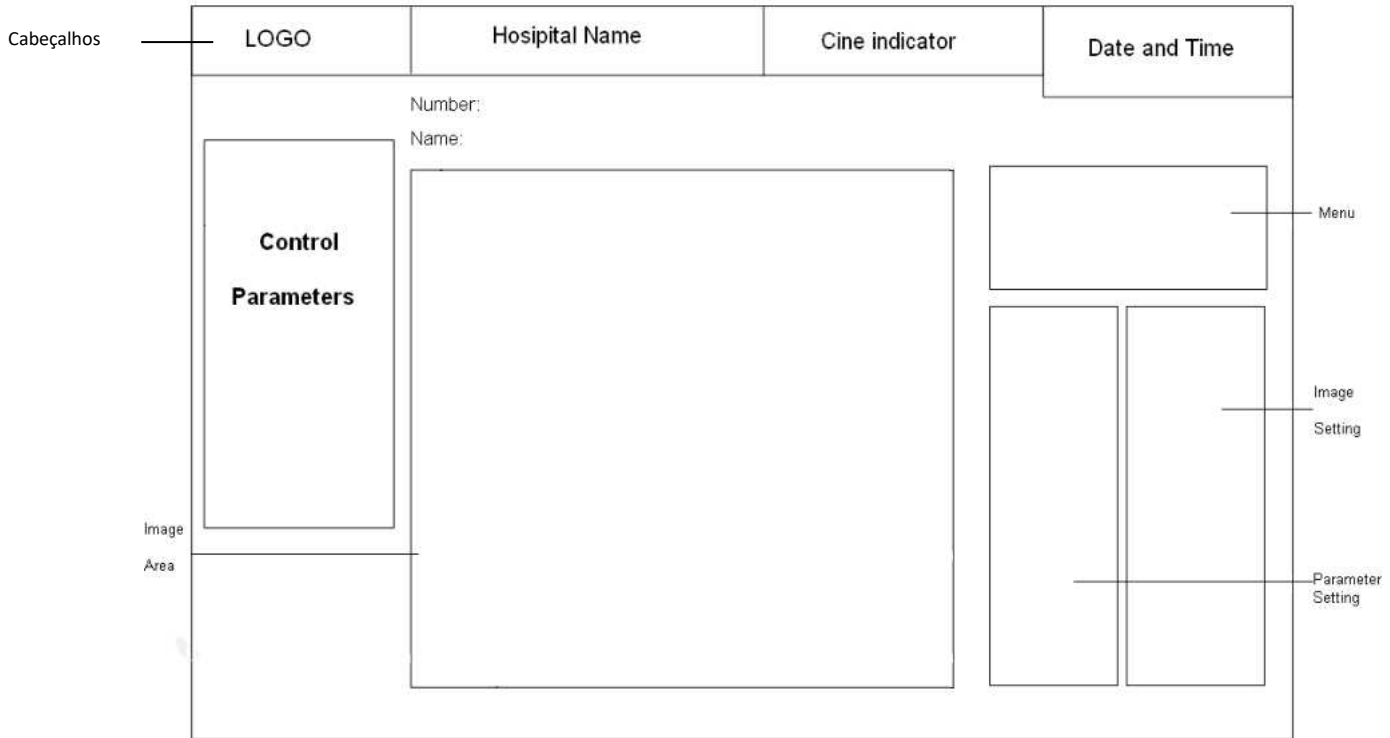 Cabeçalhos
LOGO
Hosipital Name
Cine indicator
Date and Time
Number:
Name:
Control
Parameters
Menu
Image
Setting
Image
Area
Parameter
Setting